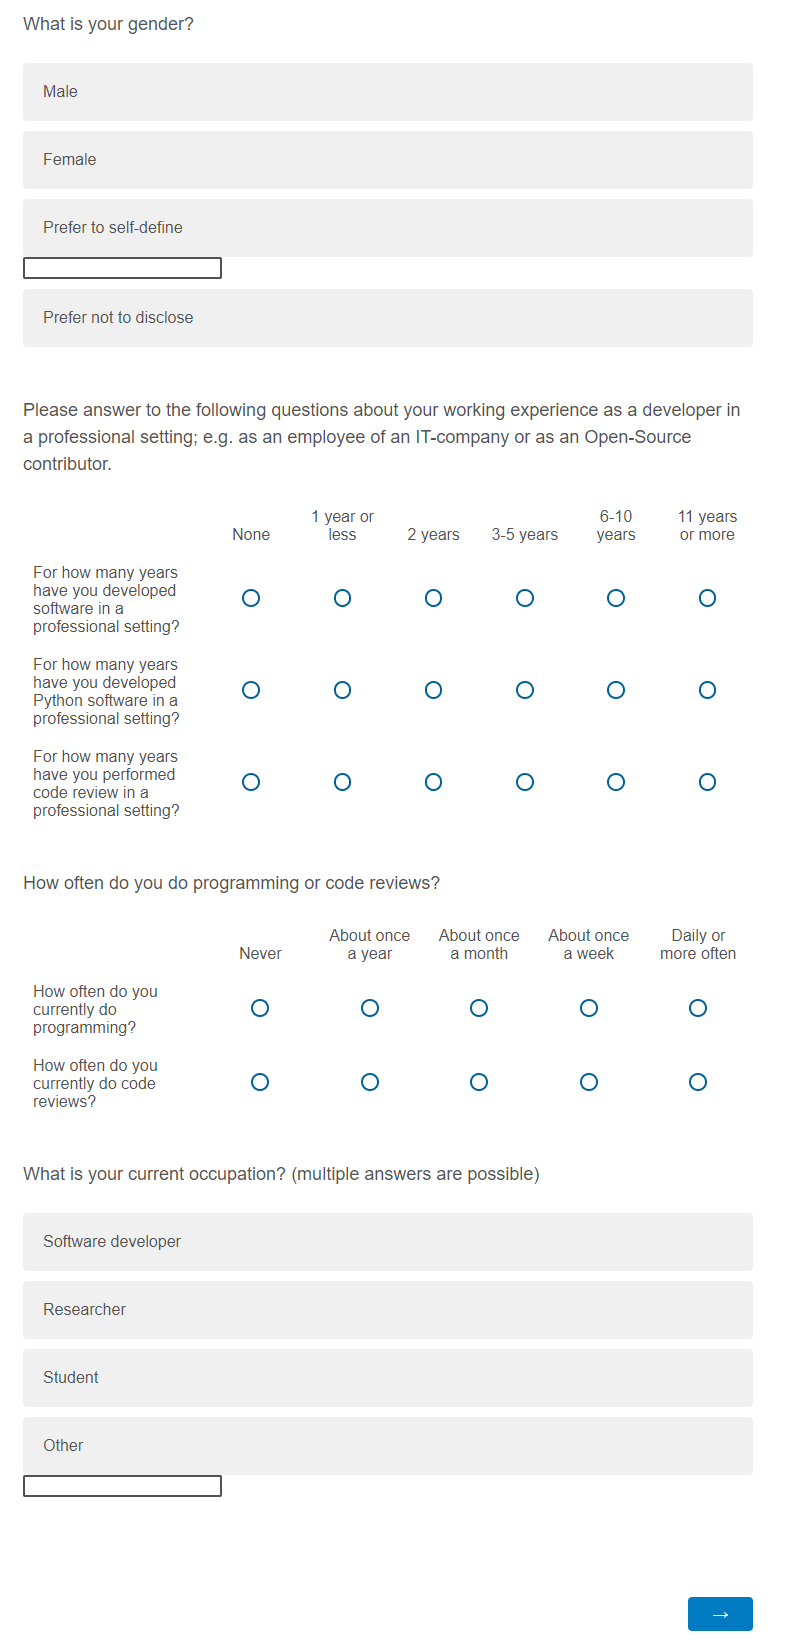 What is your gender?
Male
Female
Prefer to self-define
Prefer not to disclose
Please answer to the following questions about your working experience as a developer in
a professional setting; e.g. as an employee of an IT-company or as an Open-Source
contributor.
None
1 year or
less
2 years
3-5 years
6-10
years
11 years
or more
For how many years
have you developed
software in a
professional setting?
For how many years
have you developed
Python software in a
professional setting?
For how many years
have you performed
code review in a
professional setting?
How often do you do programming or code reviews?
Never
About once
a year
About once
a month
About once
a week
Daily or
more often
How often do you
currently do
programming?
How often do you
currently do code
reviews?
What is your current occupation? (multiple answers are possible)
Software developer
Researcher
Student
Other
→